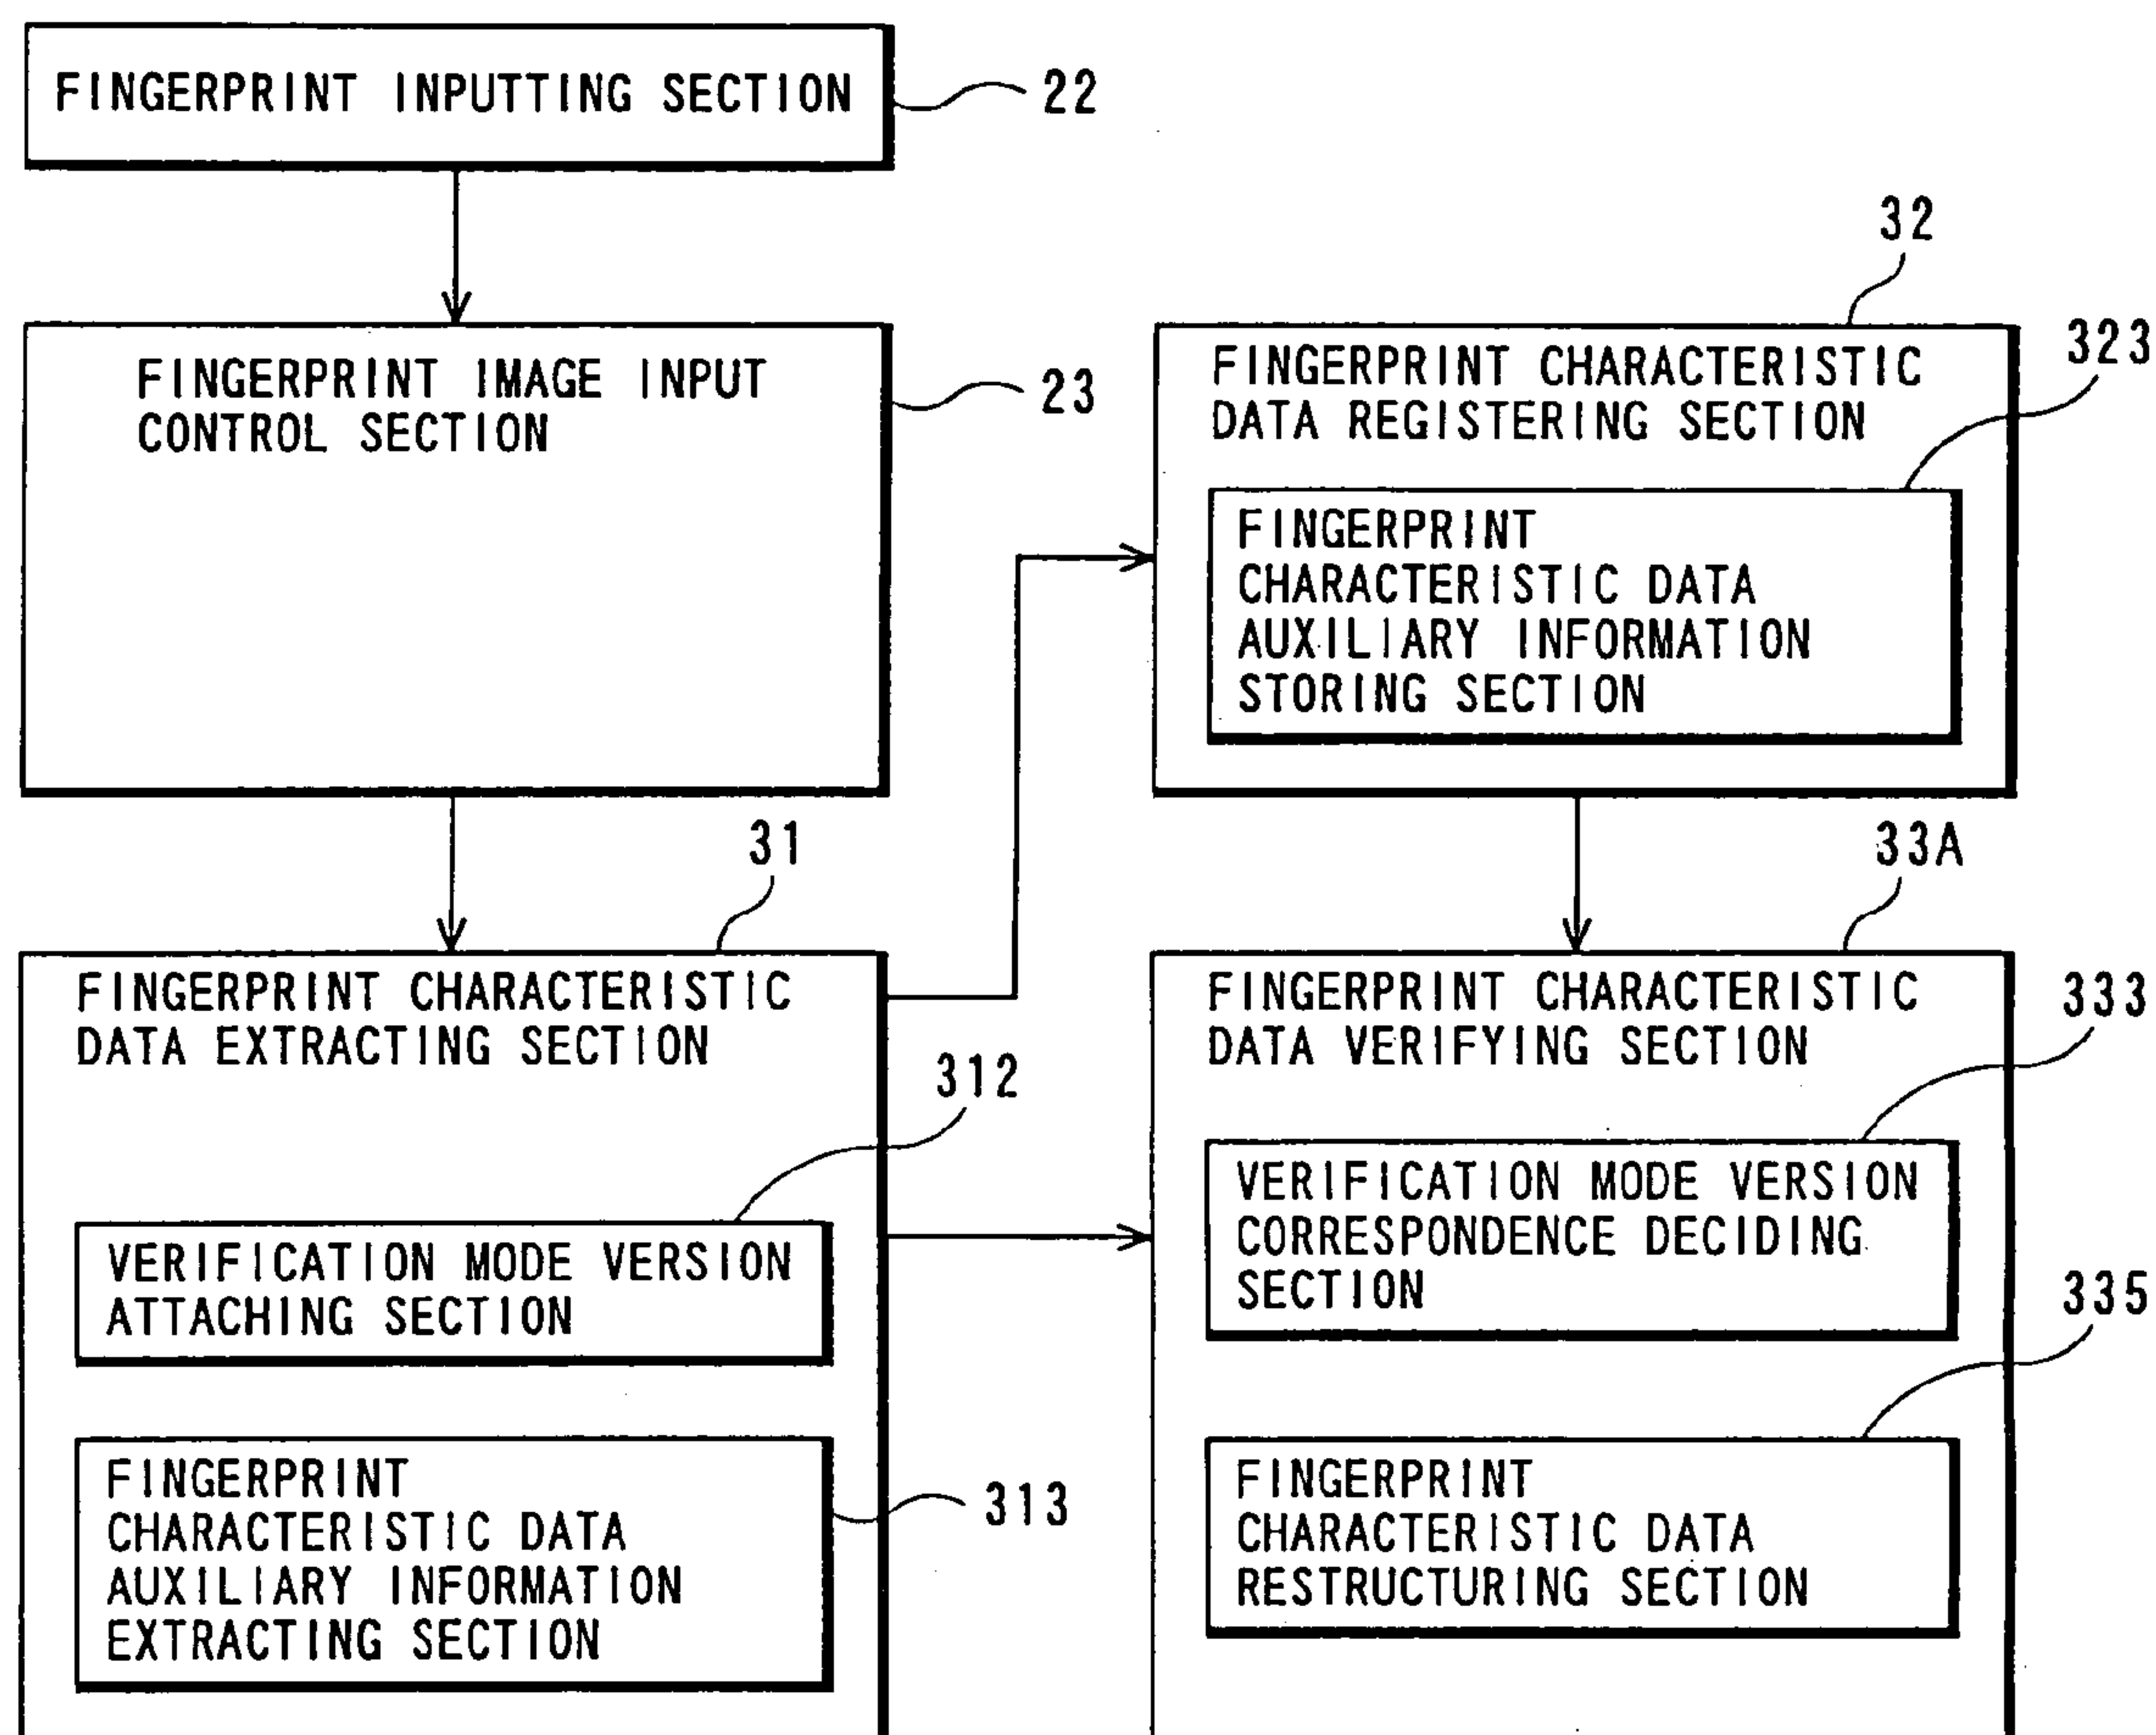 FINGERPRINT INPUTTING SECTION
22
FINGERPRINT IMAGE INPUT
CONTROL SECTION
23
32
FINGERPRINT CHARACTERISTIC
DATA REGISTERING SECTION
323
FINGERPRINT
CHARACTERISTIC DATA
AUXILIARY INFORMATION
STORING SECTION
31
FINGERPRINT CHARACTERISTIC
DATA EXTRACTING SECTION
312
VERIFICATION MODE VERSION
ATTACHING SECTION
FINGERPRINT
CHARACTERISTIC DATA
AUXILIARY INFORMATION
EXTRACTING SECTION
313
33A
FINGERPRINT CHARACTERISTIC
DATA VERIFYING SECTION
333
VERIFICATION MODE VERSION
CORRESPONDENCE DECIDING
SECTION
335
FINGERPRINT
CHARACTERISTIC DATA
RESTRUCTURING SECTION